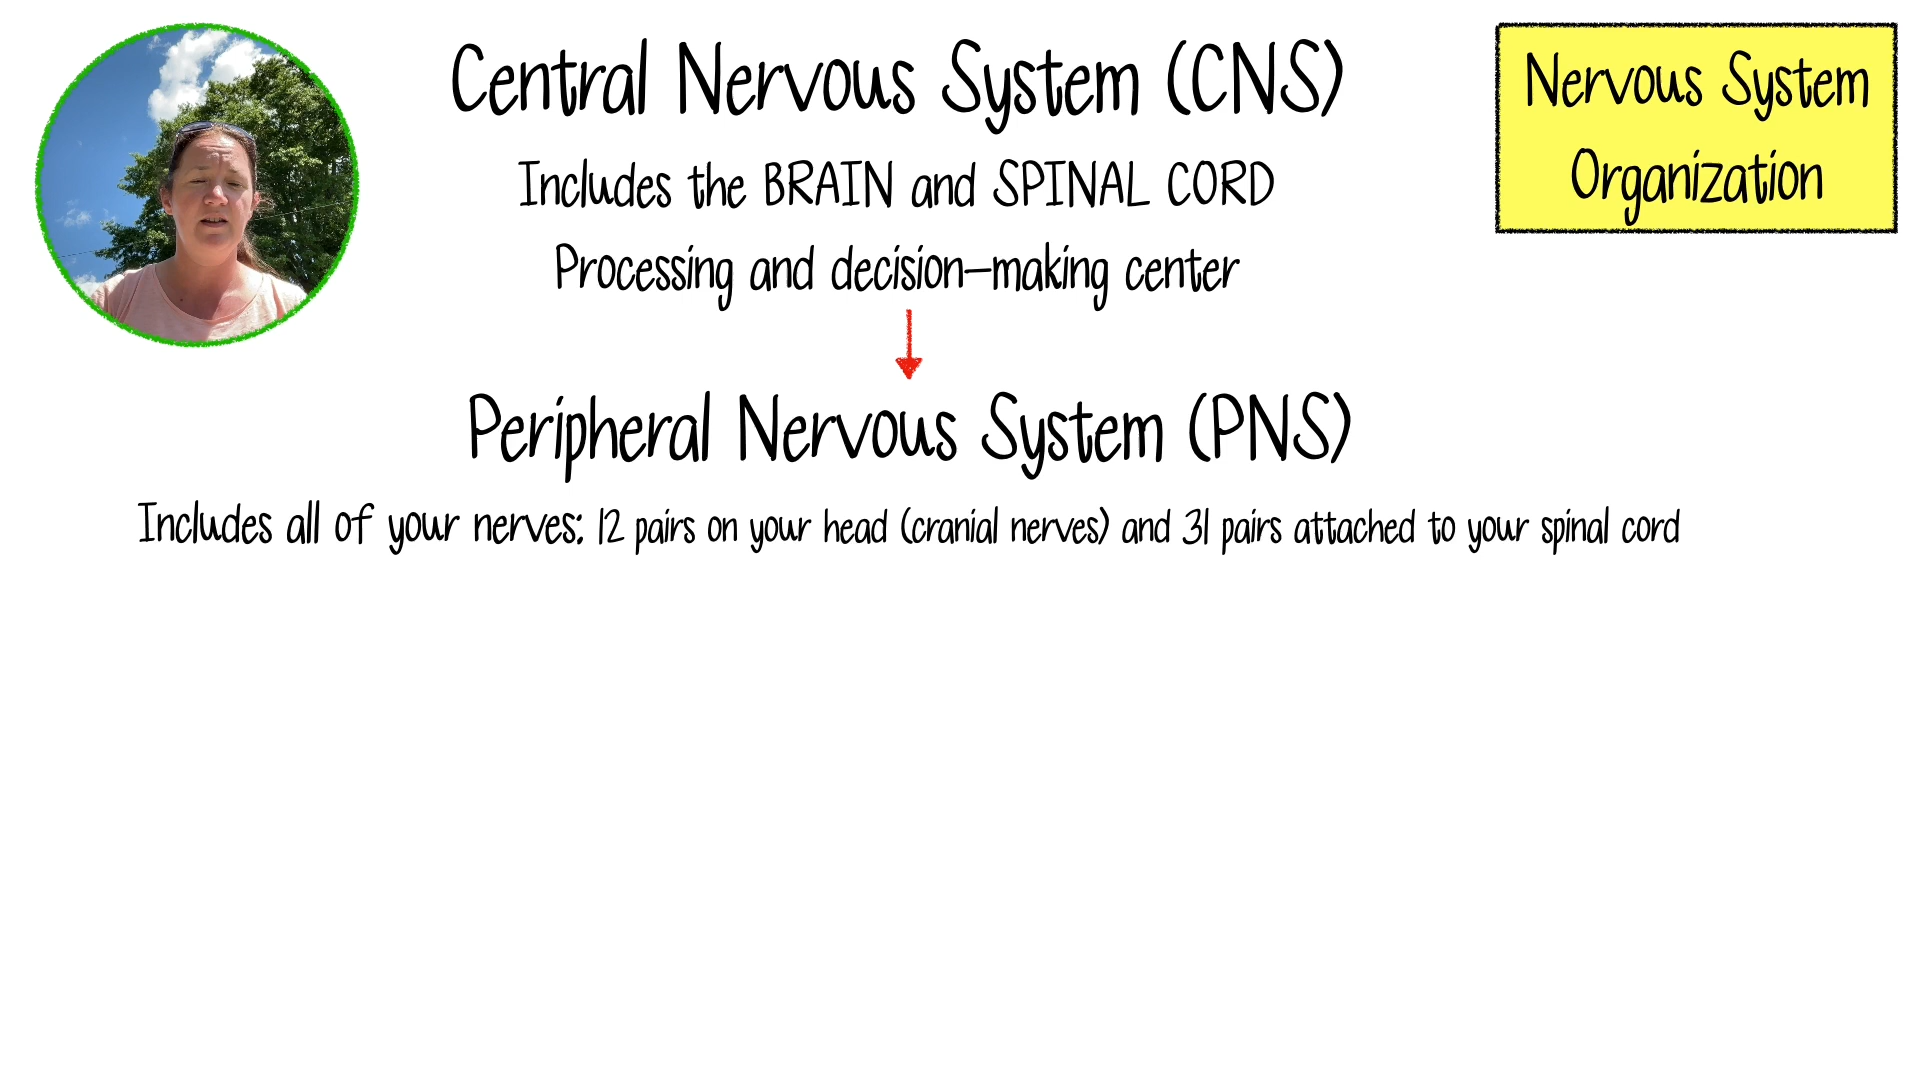 Central Nervous System (CNS)
Includes the BRAIN and SPINAL CORD
Processing and decision-making center
Nervous System
Organization
Peripheral Nervous System (PNS)
Includes all of your nerves: 12 pairs on your head (cranial nerves) and 31 pairs attached to your spinal cord